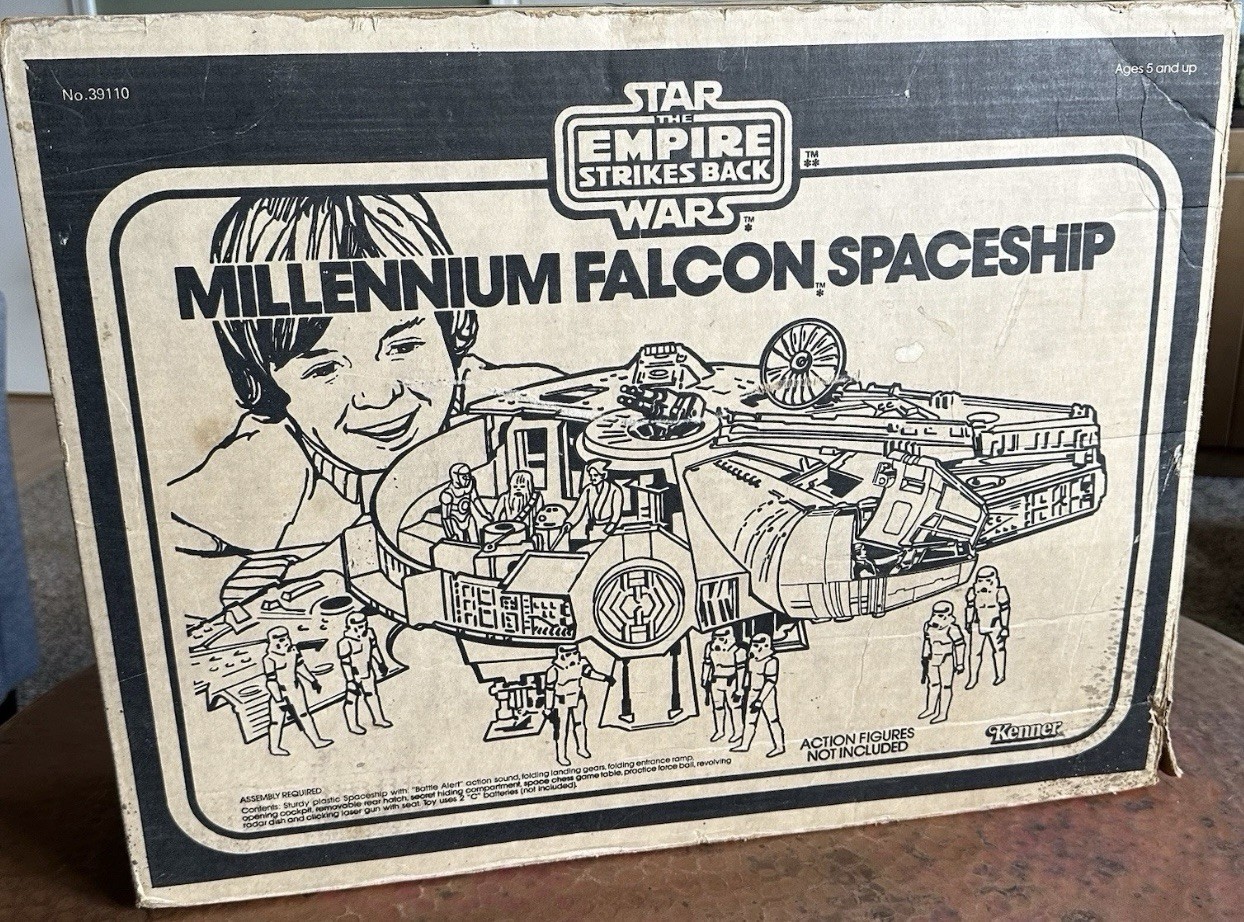 No.39110
Ages 5 and up
STAR
THE
EMPIRE
STRIKES BACK
WARS
TM
**
TM
*
MILLENNIUM FALCON SPACESHIP
TM
*
ACTION FIGURES
NOT INCLUDED
Kenner
ASSEMBLY REQUIRED
Contents: Sturdy plastic Spaceship with "Battle Alert" action sound, folding landing gears, folding entrance ramp,
opening cockpit, removable rear hatch, secret hiding compartment, space chess game table, practice force ball, revolving
radar dish and clicking laser gun with seat. Toy uses 2 "C" batteries (not included).